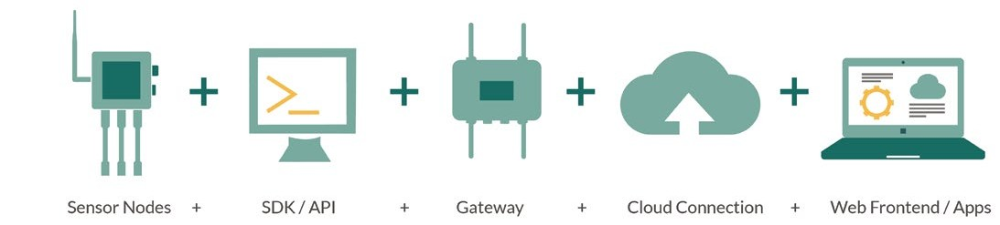 Sensor Nodes + SDK / API + Gateway + Cloud Connection + Web Frontend / Apps